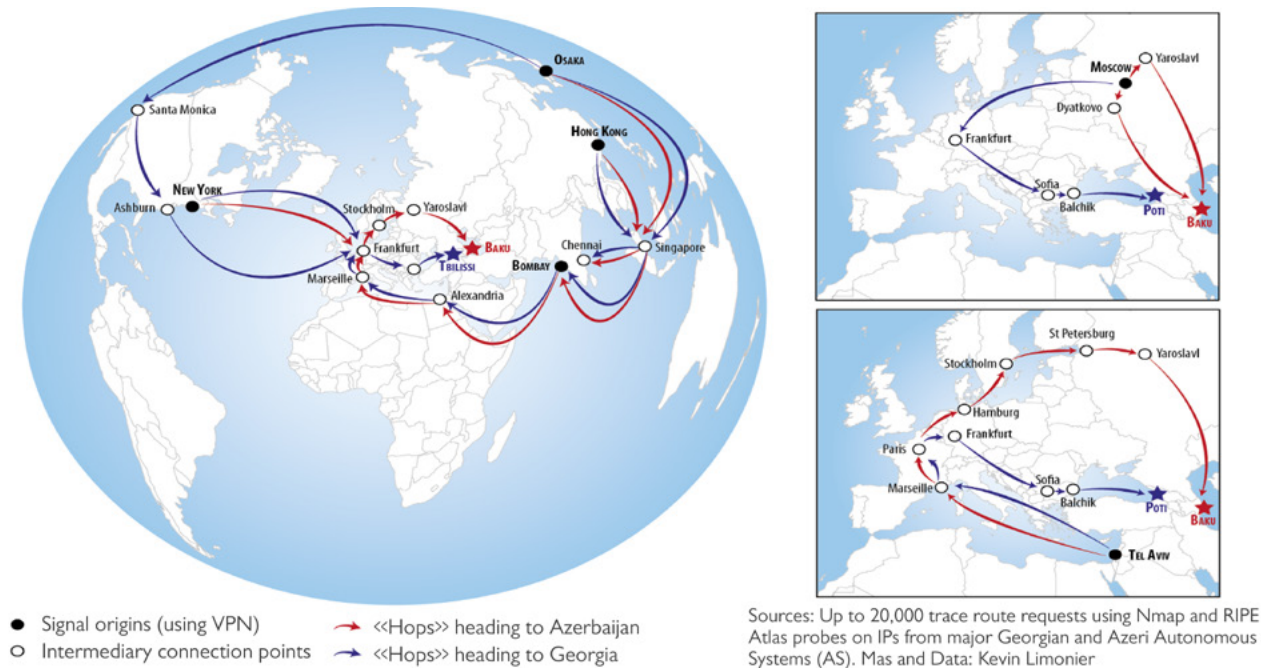 OSAKA
Santa Monica
HONG KONG
NEW YORK
Ashburn
Stockholm
Yaroslavl
Frankfurt
BAKU
TBILISSI
Marseille
Alexandria
BOMBAY
Chennai
Singapore
Yaroslavl
MOSCOW
Dyatkovo
Frankfurt
Sofia
Balchik
POTI
BAKU
St Petersburg
Stockholm
Yaroslavl
Hamburg
Frankfurt
Paris
Marseille
Sofia
Balchik
POTI
BAKU
TEL AVIV
Signal origins (using VPN)
Intermediary connection points
«Hops» heading to Azerbaijan
«Hops» heading to Georgia
Sources: Up to 20,000 trace route requests using Nmap and RIPE
Atlas probes on IPs from major Georgian and Azeri Autonomous
Systems (AS). Mas and Data: Kevin Limonier